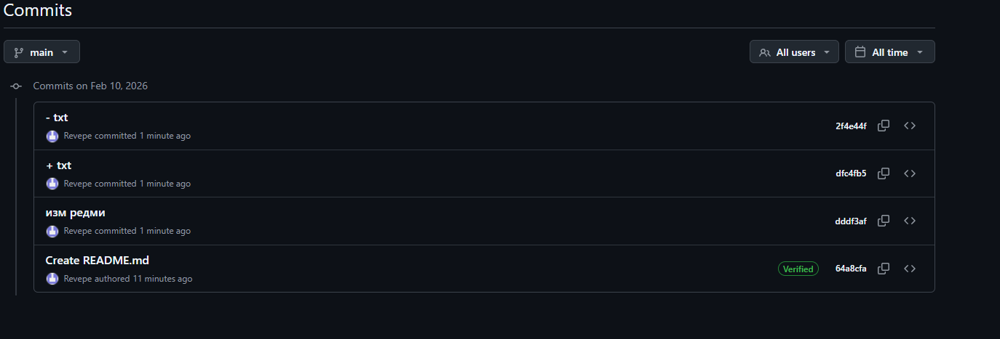 Commits
main
All users
All time
Commits on Feb 10, 2026
- txt
Revepe committed 1 minute ago
2f4e44f
+ txt
Revepe committed 1 minute ago
dfc4fb5
изм редми
Revepe committed 1 minute ago
dddf3af
Create README.md
Revepe authored 11 minutes ago
Verified
64a8cfa